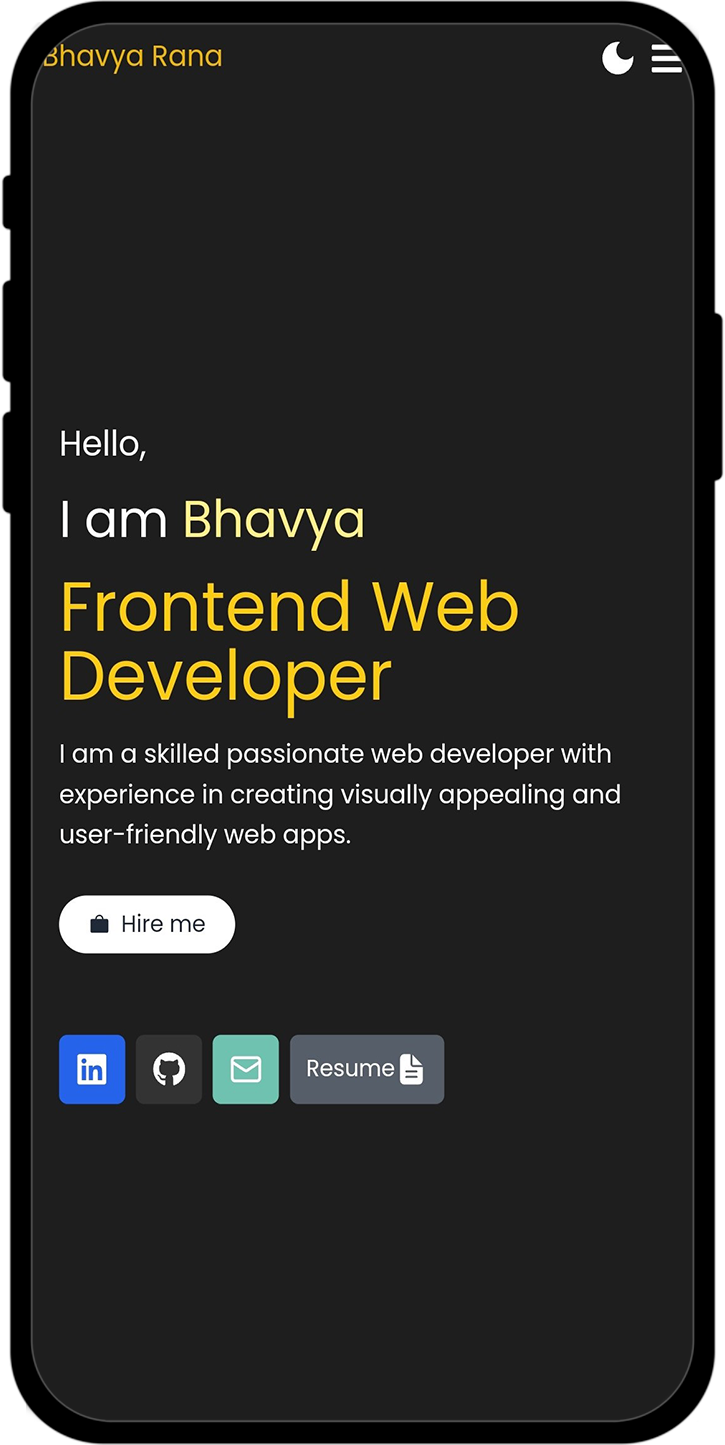 Bhavya Rana
Hello,
I am Bhavya
Frontend Web
Developer
I am a skilled passionate web developer with
experience in creating visually appealing and
user-friendly web apps.
Hire me
in
Resume